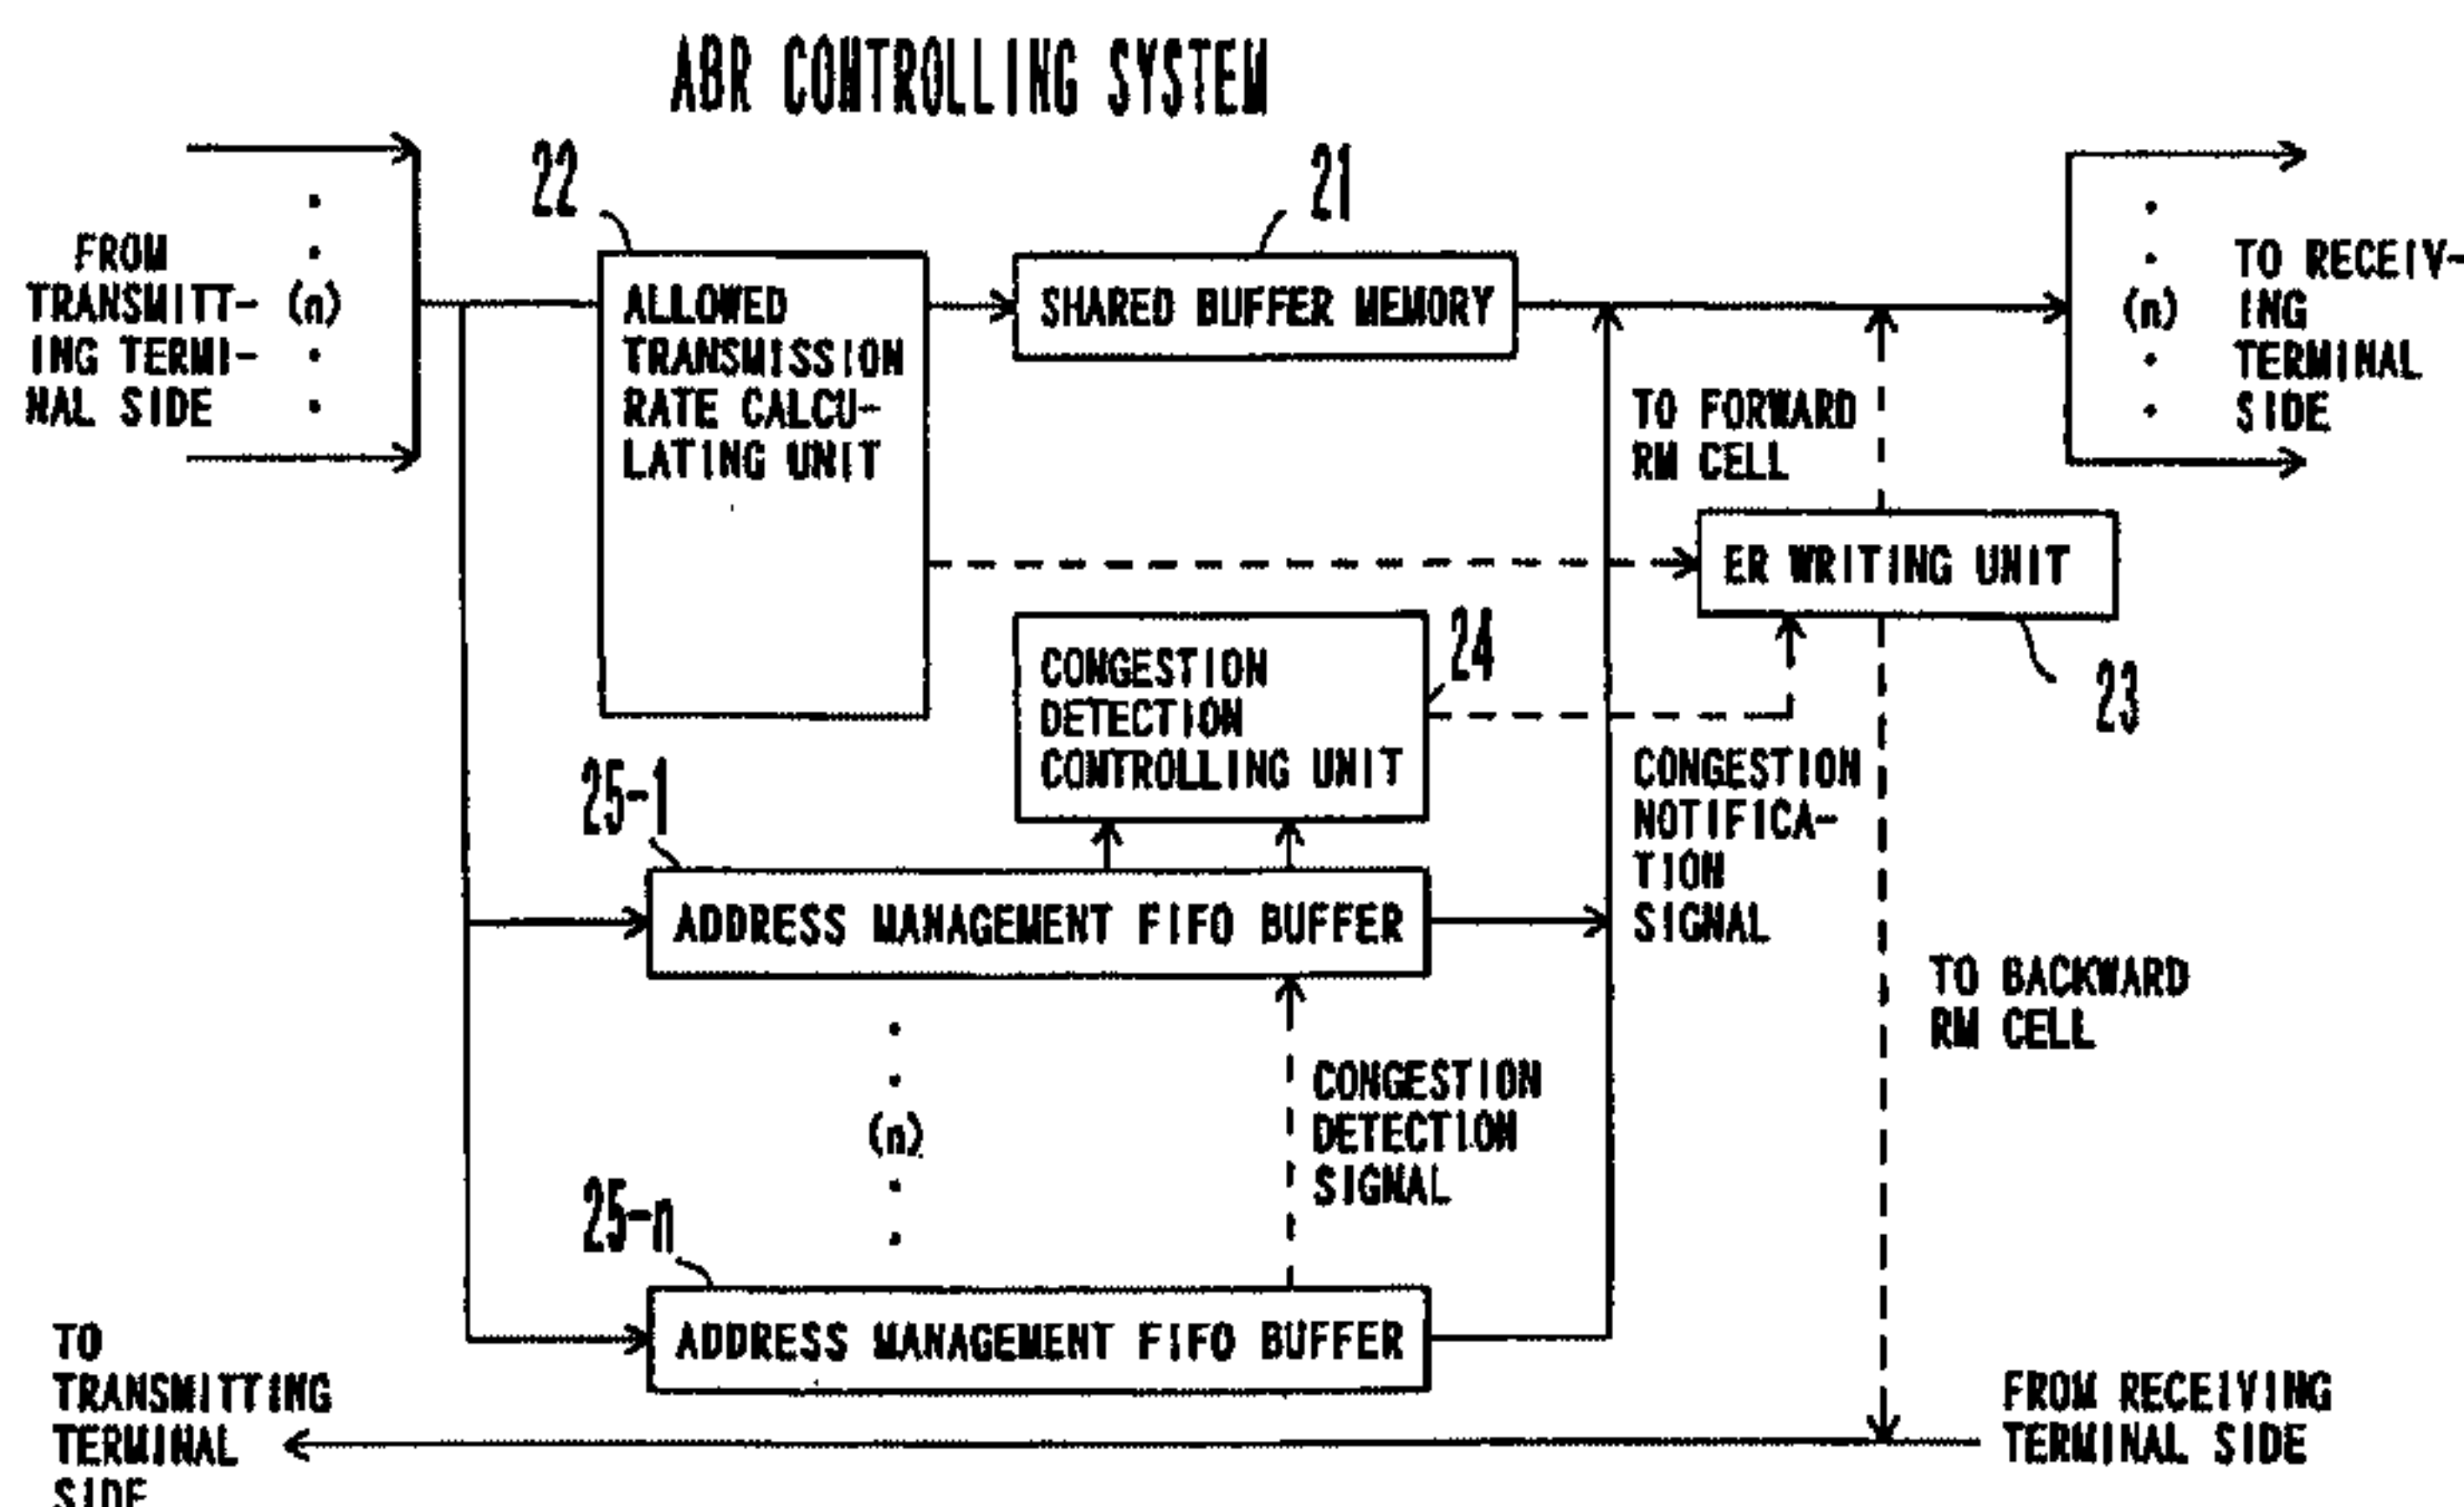 ABR CONTROLLING SYSTEM
22
21
FROM
TRANSMITT-
ING TERMI-
NAL SIDE
(n)
ALLOWED
TRANSMISSION
RATE CALCU-
LATING UNIT
SHARED BUFFER MEMORY
(n)
TO RECEIV-
ING
TERMINAL
SIDE
TO FORWARD
RM CELL
ER WRITING UNIT
23
24
CONGESTION
DETECTION
CONTROLLING UNIT
CONGESTION
NOTIFICA-
TION
SIGNAL
25-1
ADDRESS MANAGEMENT FIFO BUFFER
TO BACKWARD
RM CELL
(n)
CONGESTION
DETECTION
SIGNAL
25-n
ADDRESS MANAGEMENT FIFO BUFFER
TO
TRANSMITTING
TERMINAL
SIDE
FROM RECEIVING
TERMINAL SIDE